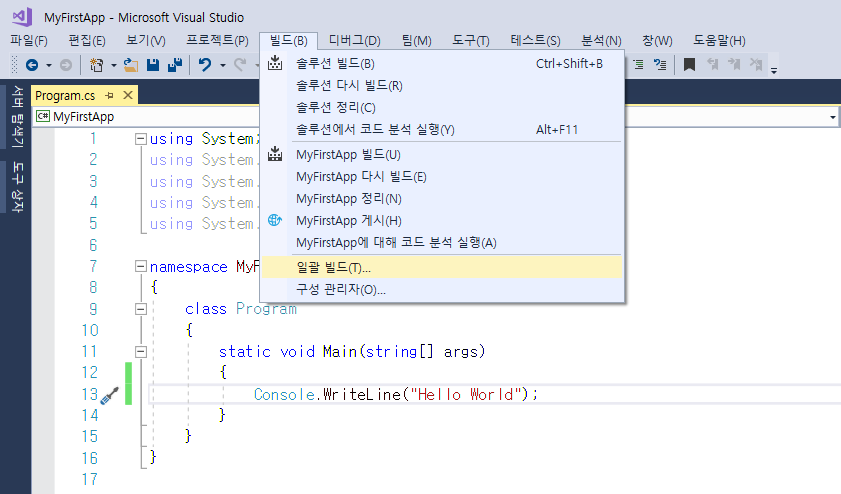 MyFirstApp - Microsoft Visual Studio
파일(F) 편집(E) 보기(V) 프로젝트(P) 빌드(B) 디버그(D) 팀(M) 도구(T) 테스트(S) 분석(N) 창(W) 도움말(H)
솔루션 빌드(B) Ctrl+Shift+B
솔루션 다시 빌드(R)
솔루션 정리(C)
솔루션에서 코드 분석 실행(Y) Alt+F11
MyFirstApp 빌드(U)
MyFirstApp 다시 빌드(E)
MyFirstApp 정리(N)
MyFirstApp 게시(H)
MyFirstApp에 대해 코드 분석 실행(A)
일괄 빌드(T)...
구성 관리자(O)...
서버 탐색기
도구 상자
Program.cs
C# MyFirstApp
1 using System;
2 using System.
3 using System.
4 using System.
5 using System.
6
7 namespace MyF
8 {
9 class Program
10 {
11 static void Main(string[] args)
12 {
13 Console.WriteLine("Hello World");
14 }
15 }
16 }
17